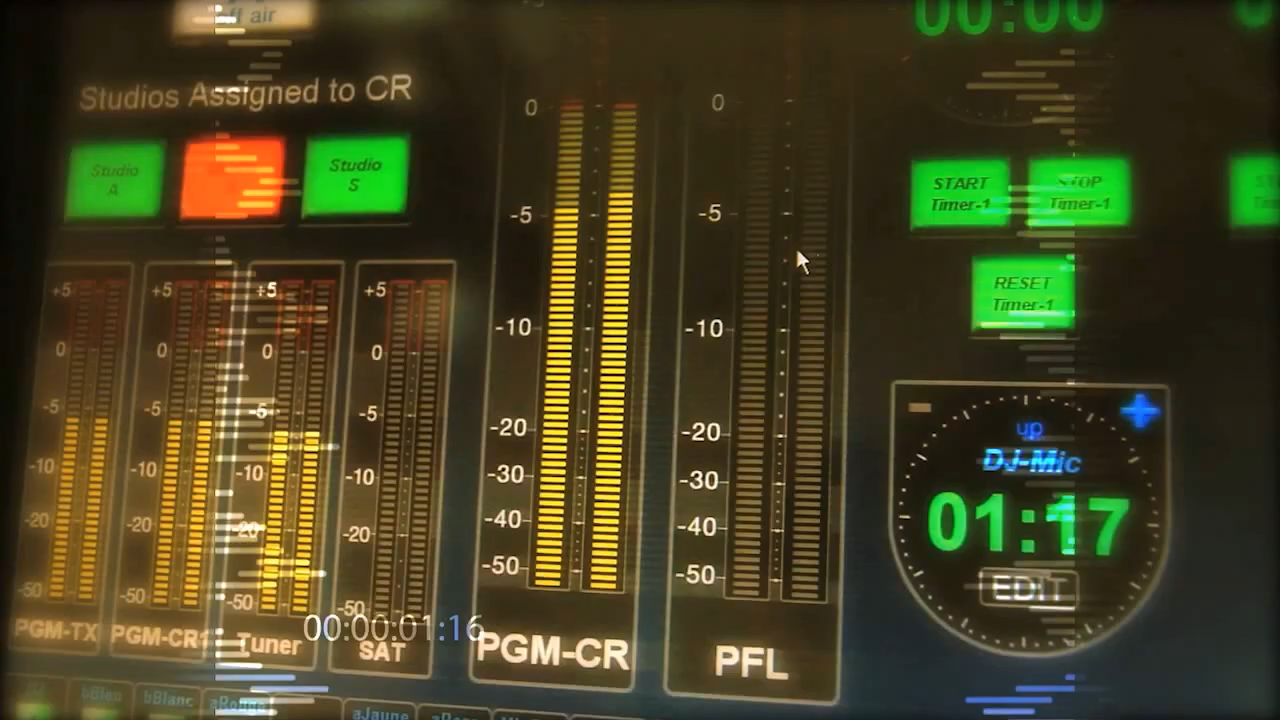 off air
00:00
Studios Assigned to CR
Studio
A
Studio
S
START
Timer-1
STOP
Timer-1
RESET
Timer-1
+5
0
-5
-10
-20
-50
PGM-TX
+5
0
-5
-10
-20
-50
PGM-CR1
+5
0
-5
-10
-20
-50
Tuner
+5
0
-5
-10
-20
-50
SAT
0
-5
-10
-20
-30
-40
-50
PGM-CR
0
-5
-10
-20
-30
-40
-50
PFL
up
DJ-Mic
01:17
EDIT
00:00:01:16
bBleu
bBlanc
aRouge
aJaune